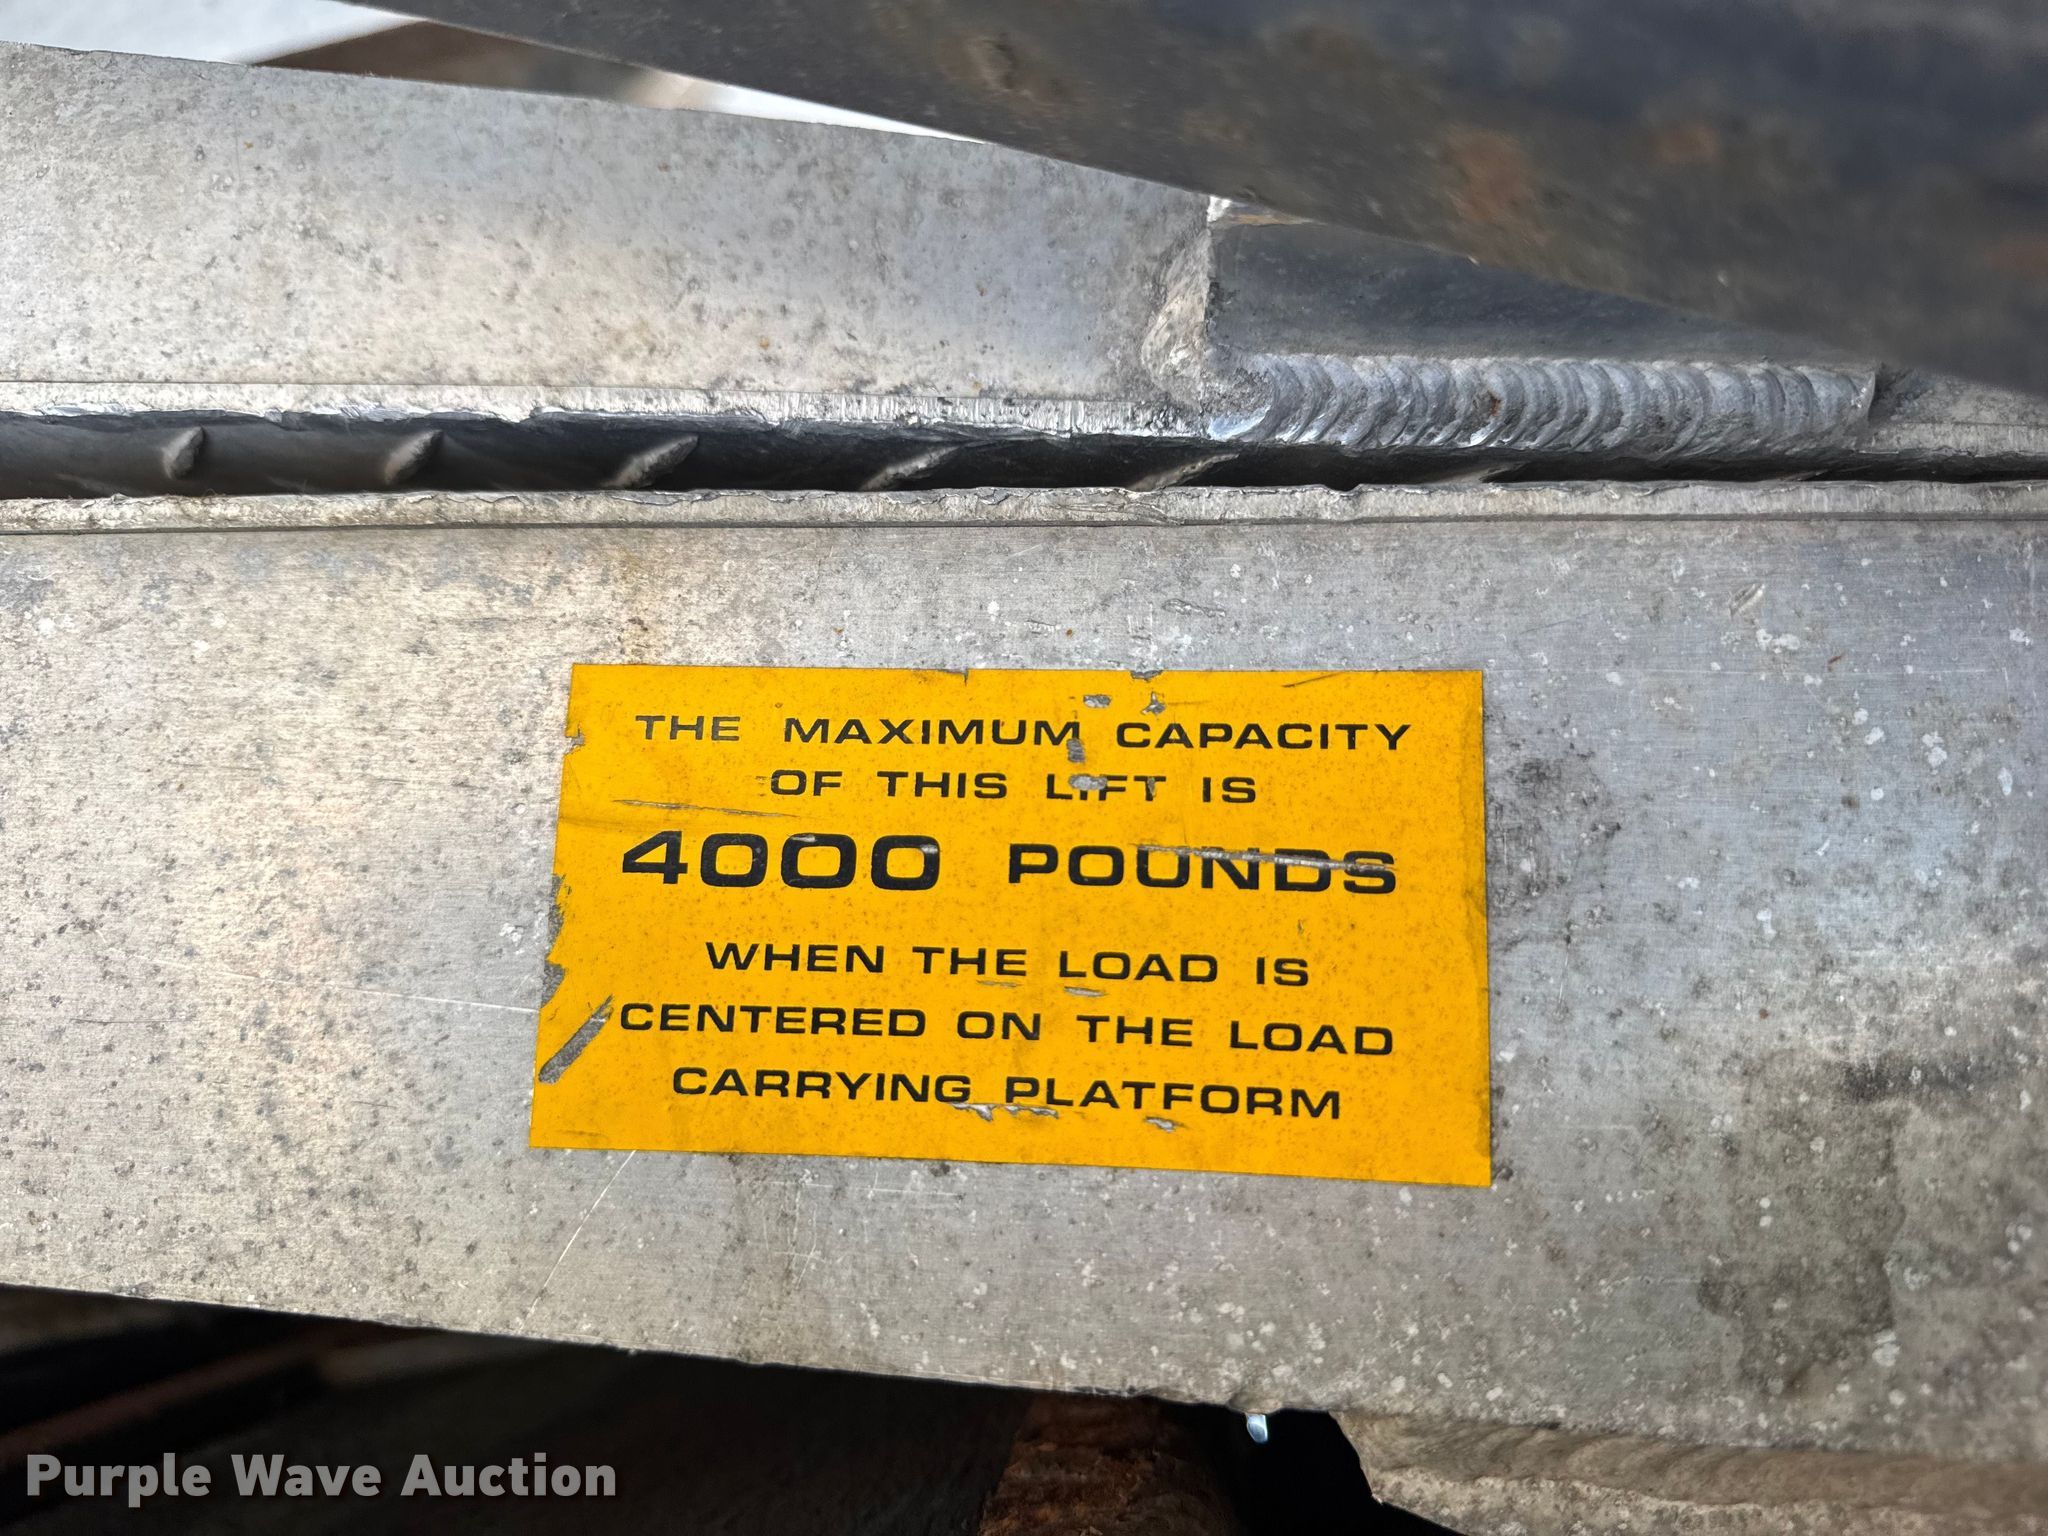 THE MAXIMUM CAPACITY
OF THIS LIFT IS
4000 POUNDS
WHEN THE LOAD IS
CENTERED ON THE LOAD
CARRYING PLATFORM
Purple Wave Auction